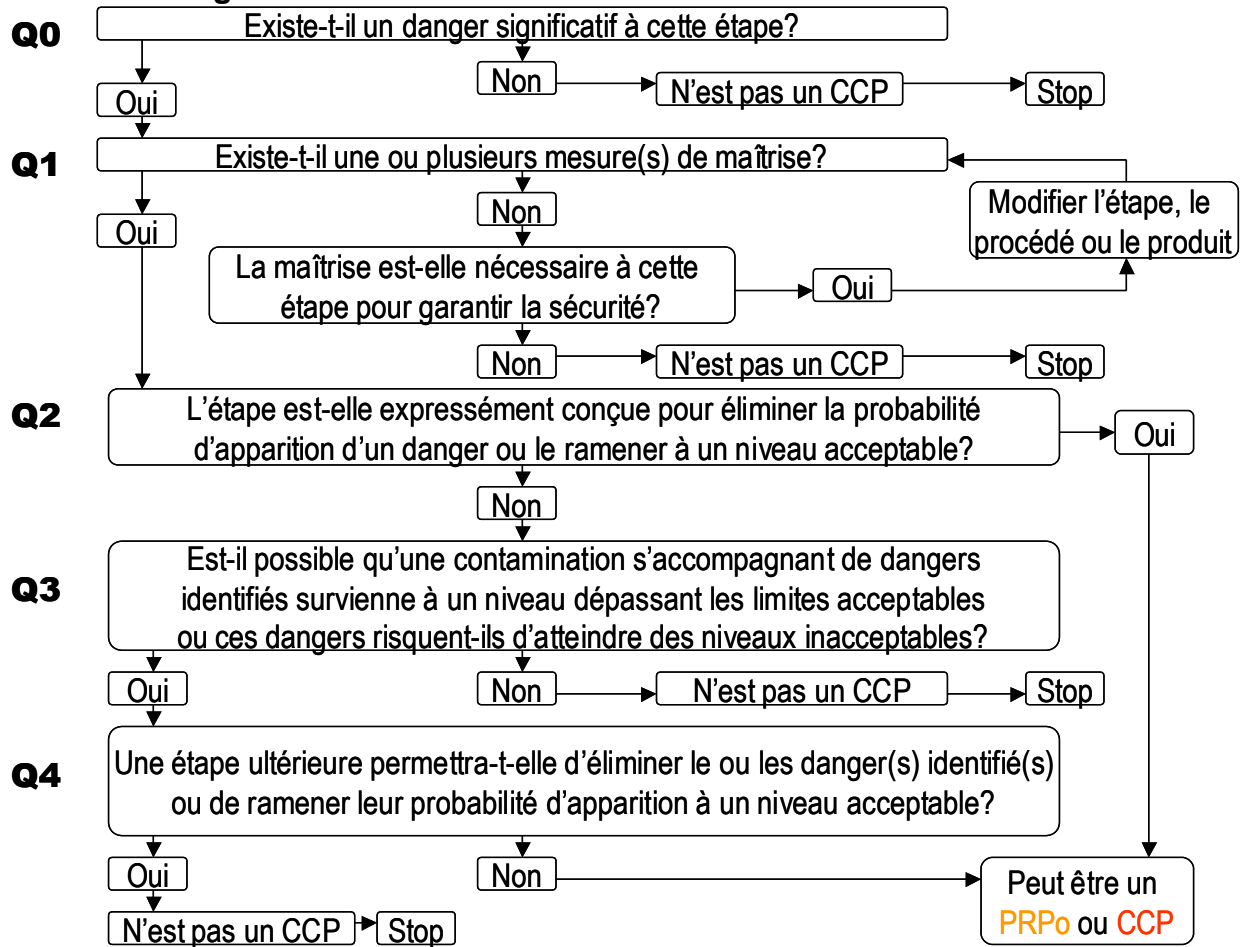 Q0
Existe-t-il un danger significatif à cette étape?
Non
N'est pas un CCP
Stop
Oui
Q1
Existe-t-il une ou plusieurs mesure(s) de maîtrise?
Oui
Non
Modifier l'étape, le
procédé ou le produit
La maîtrise est-elle nécessaire à cette
étape pour garantir la sécurité?
Oui
Non
N'est pas un CCP
Stop
Q2
L'étape est-elle expressément conçue pour éliminer la probabilité
d'apparition d'un danger ou le ramener à un niveau acceptable?
Oui
Non
Q3
Est-il possible qu'une contamination s'accompagnant de dangers
identifiés survienne à un niveau dépassant les limites acceptables
ou ces dangers risquent-ils d'atteindre des niveaux inacceptables?
Oui
Non
N'est pas un CCP
Stop
Q4
Une étape ultérieure permettra-t-elle d'éliminer le ou les danger(s) identifié(s)
ou de ramener leur probabilité d'apparition à un niveau acceptable?
Oui
Non
Peut être un
PRPo ou CCP
N'est pas un CCP
Stop